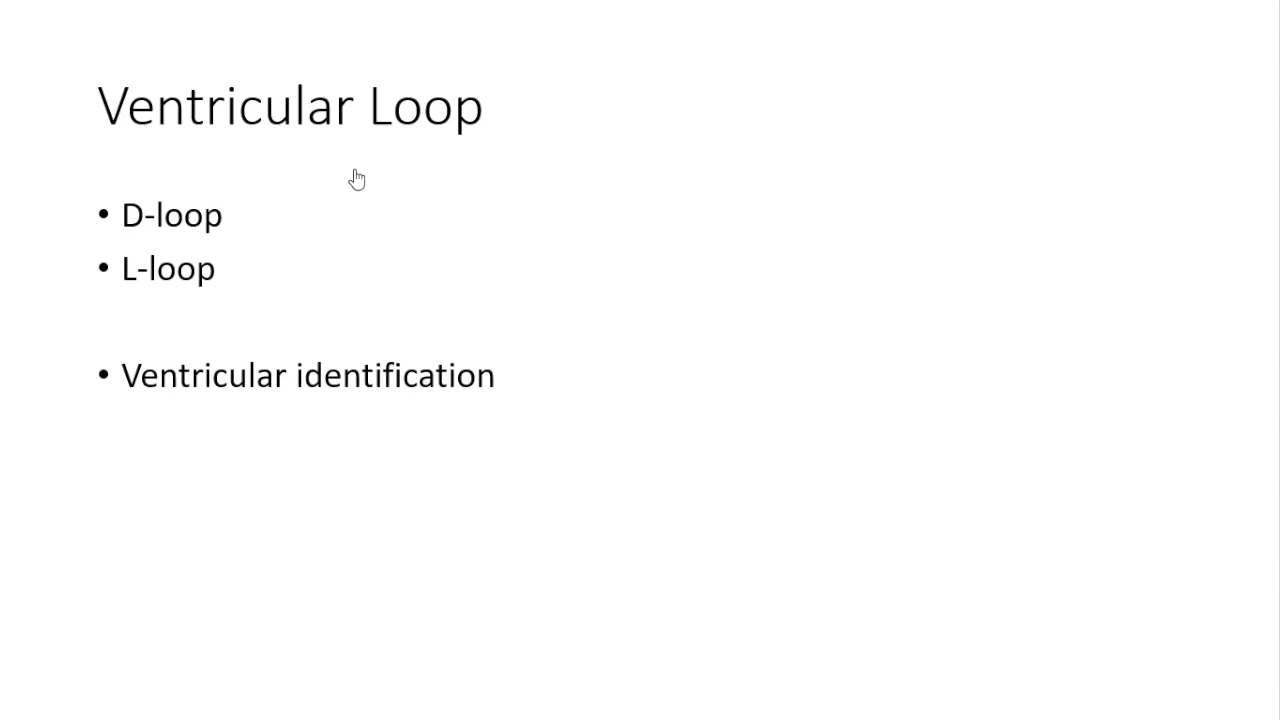 Ventricular Loop
• D-loop
• L-loop
• Ventricular identification